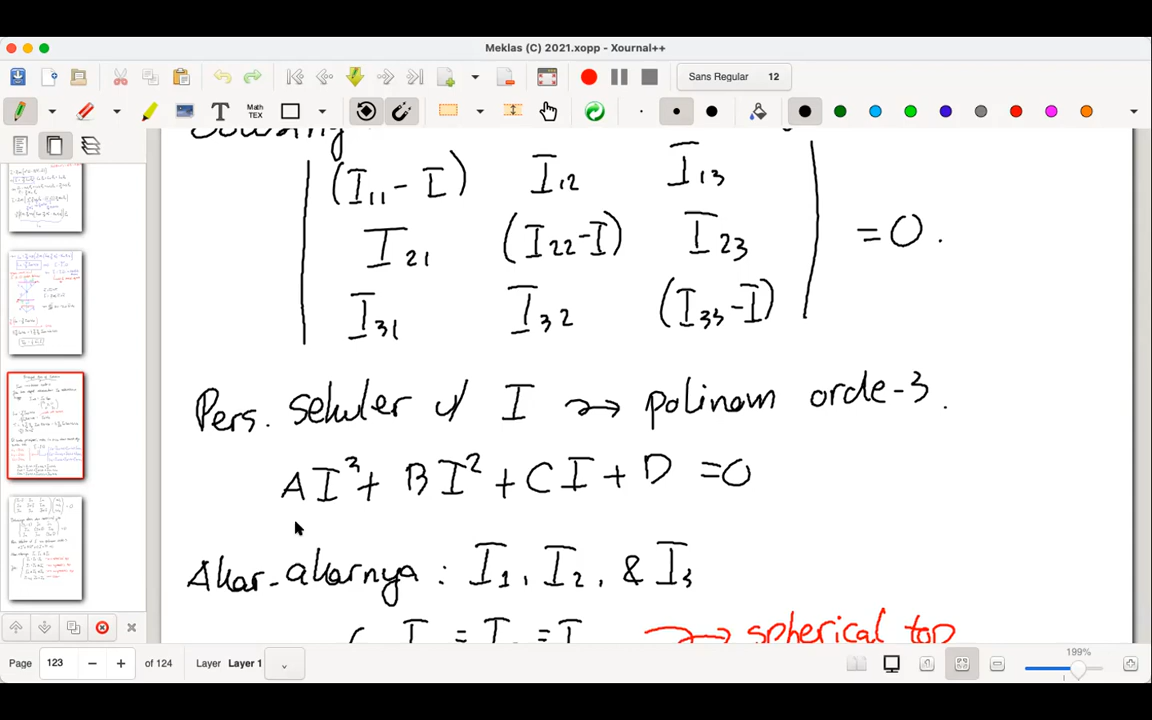 Meklas (C) 2021.xopp - Xournal++
Sans Regular 12
T Math TEX
| (I₁₁ - I) I₁₂ I₁₃ |
| I₂₁ (I₂₂-I) I₂₃ | = 0 .
| I₃₁ I₃₂ (I₃₃-I) |
Pers. sekuler u/ I ⇝ polinom orde-3 .
AI³ + BI² + CI + D = 0
Akar-akarnya : I₁, I₂, & I₃
I = I = I ⇝ spherical top
Page 123 of 124 Layer Layer 1 199%